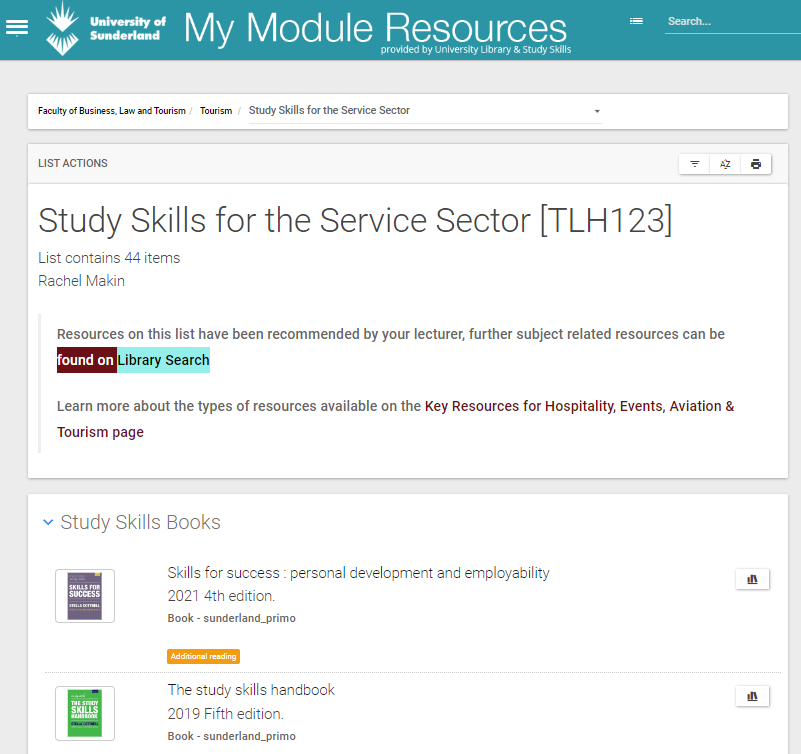 University of
Sunderland
My Module Resources
provided by University Library & Study Skills
Search...
Faculty of Business, Law and Tourism / Tourism / Study Skills for the Service Sector
LIST ACTIONS
AZ
Study Skills for the Service Sector [TLH123]
List contains 44 items
Rachel Makin
Resources on this list have been recommended by your lecturer, further subject related resources can be
found on Library Search
Learn more about the types of resources available on the Key Resources for Hospitality, Events, Aviation &
Tourism page
Study Skills Books
SKILLS FOR
SUCCESS
STELLA COTTRELL
Skills for success : personal development and employability
2021 4th edition.
Book - sunderland_primo
Additional reading
THE STUDY
SKILLS
HANDBOOK
STELLA COTTRELL
The study skills handbook
2019 Fifth edition.
Book - sunderland_primo